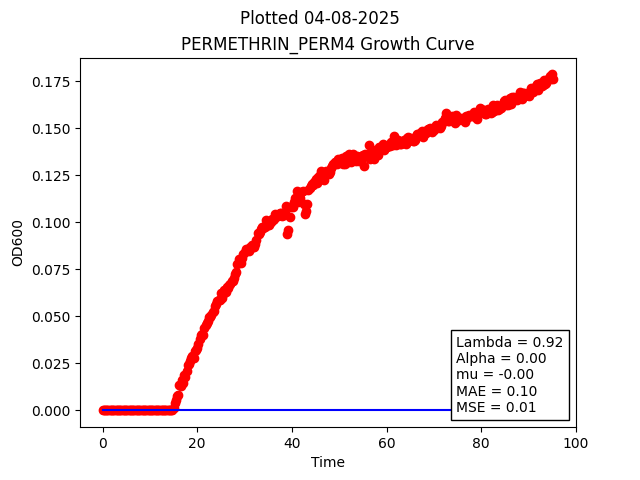 Plotted 04-08-2025
PERMETHRIN_PERM4 Growth Curve
0.175
0.150
0.125
0.100
0.075
0.050
0.025
0.000
OD600
Lambda = 0.92
Alpha = 0.00
mu = -0.00
MAE = 0.10
MSE = 0.01
0 20 40 60 80 100
Time